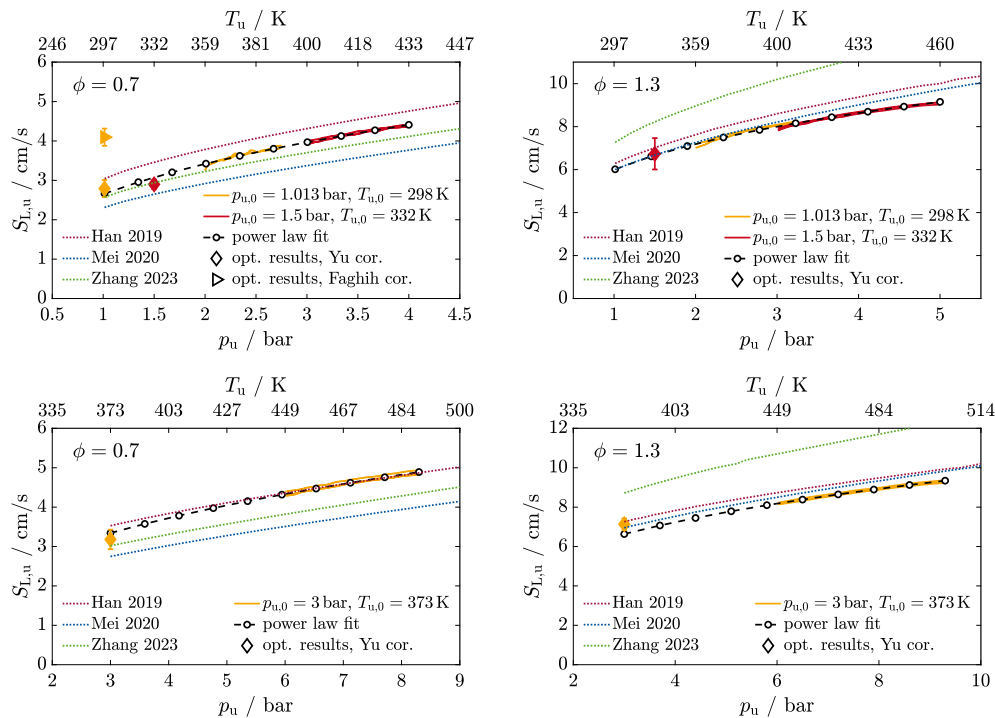 T_u / K
246 297 332 359 381 400 418 433 447
ϕ = 0.7
6
5
4
3
2
1
0
S_L,u / cm/s
p_u,0 = 1.013 bar, T_u,0 = 298 K
p_u,0 = 1.5 bar, T_u,0 = 332 K
Han 2019 power law fit
Mei 2020 opt. results, Yu cor.
Zhang 2023 opt. results, Faghih cor.
0.5 1 1.5 2 2.5 3 3.5 4 4.5
p_u / bar
T_u / K
297 359 400 433 460
ϕ = 1.3
10
8
6
4
2
0
S_L,u / cm/s
p_u,0 = 1.013 bar, T_u,0 = 298 K
Han 2019 p_u,0 = 1.5 bar, T_u,0 = 332 K
Mei 2020 power law fit
Zhang 2023 opt. results, Yu cor.
1 2 3 4 5
p_u / bar
T_u / K
335 373 403 427 449 467 484 500
ϕ = 0.7
6
5
4
3
2
1
0
S_L,u / cm/s
Han 2019 p_u,0 = 3 bar, T_u,0 = 373 K
Mei 2020 power law fit
Zhang 2023 opt. results, Yu cor.
2 3 4 5 6 7 8 9
p_u / bar
T_u / K
335 403 449 484 514
ϕ = 1.3
12
10
8
6
4
2
0
S_L,u / cm/s
Han 2019 p_u,0 = 3 bar, T_u,0 = 373 K
Mei 2020 power law fit
Zhang 2023 opt. results, Yu cor.
2 4 6 8 10
p_u / bar